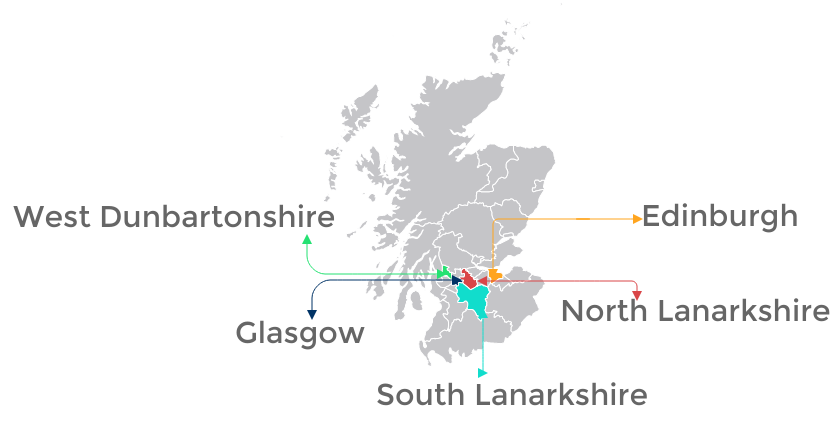 West Dunbartonshire
Edinburgh
North Lanarkshire
Glasgow
South Lanarkshire